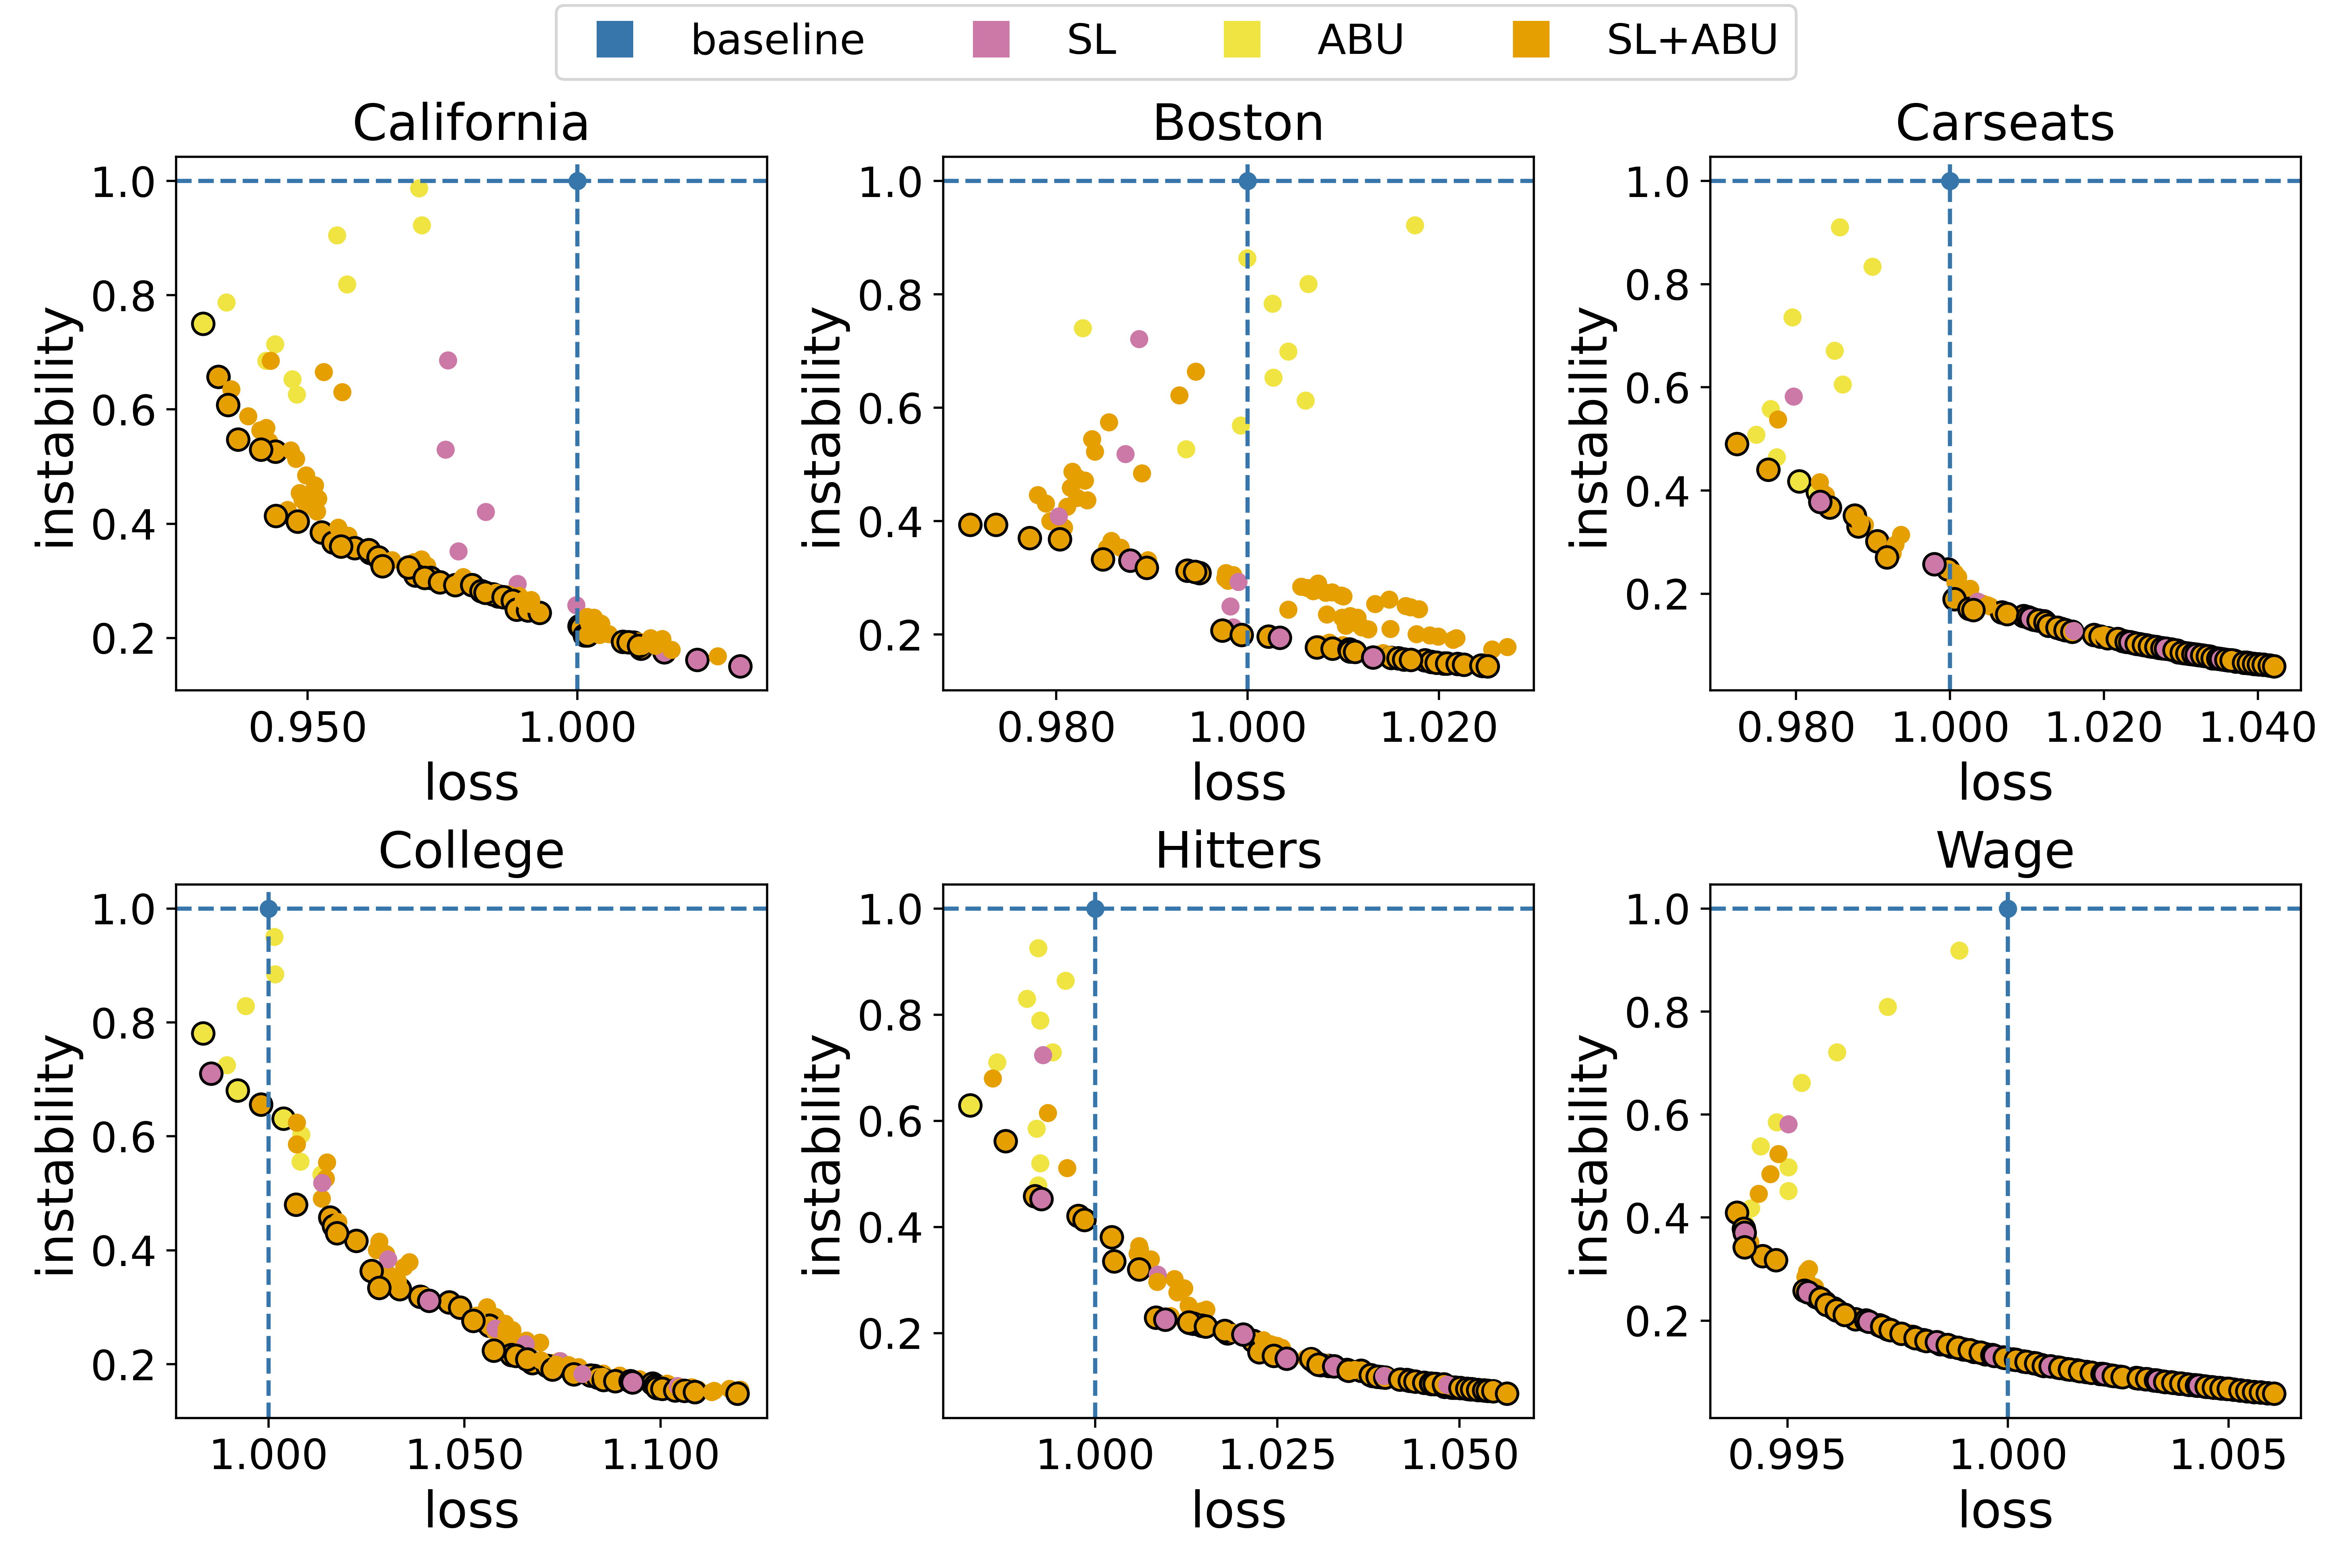 baseline SL ABU SL+ABU
California Boston Carseats
instability 1.0 0.8 0.6 0.4 0.2
0.950 1.000
loss
instability 1.0 0.8 0.6 0.4 0.2
0.980 1.000 1.020
loss
instability 1.0 0.8 0.6 0.4 0.2
0.980 1.000 1.020 1.040
loss
College Hitters Wage
instability 1.0 0.8 0.6 0.4 0.2
1.000 1.050 1.100
loss
instability 1.0 0.8 0.6 0.4 0.2
1.000 1.025 1.050
loss
instability 1.0 0.8 0.6 0.4 0.2
0.995 1.000 1.005
loss